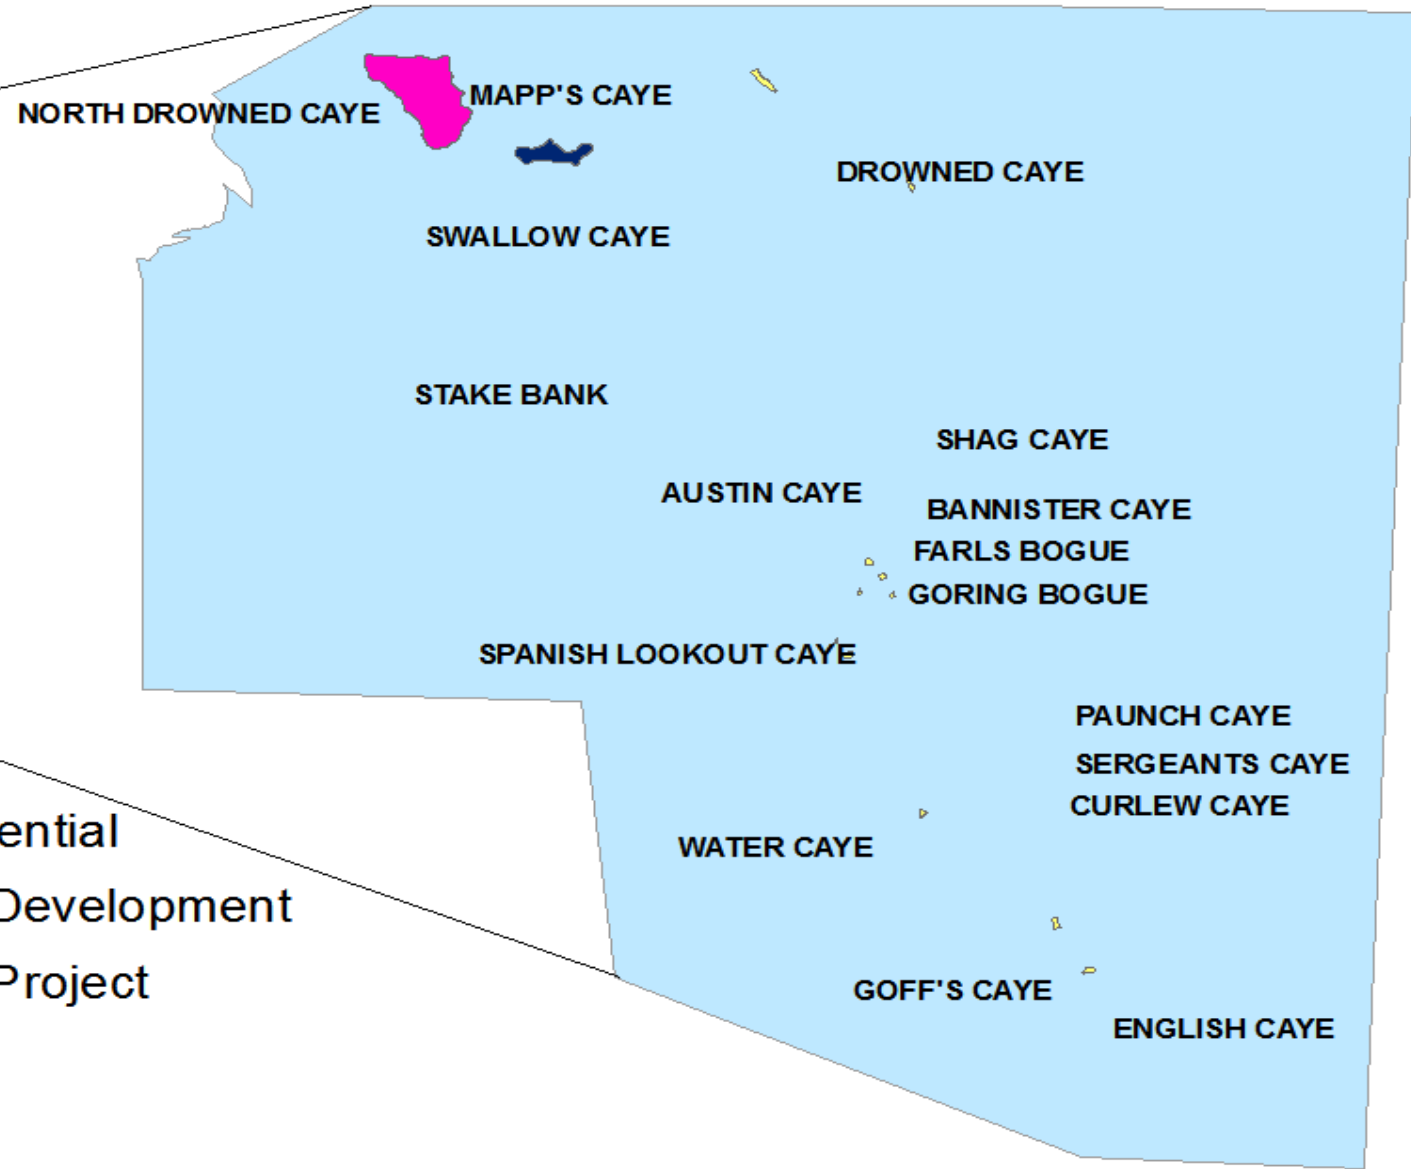 MAPP'S CAYE
NORTH DROWNED CAYE
DROWNED CAYE
SWALLOW CAYE
STAKE BANK
SHAG CAYE
AUSTIN CAYE
BANNISTER CAYE
FARLS BOGUE
GORING BOGUE
SPANISH LOOKOUT CAYE
PAUNCH CAYE
SERGEANTS CAYE
CURLEW CAYE
ential
WATER CAYE
Development
Project
GOFF'S CAYE
ENGLISH CAYE